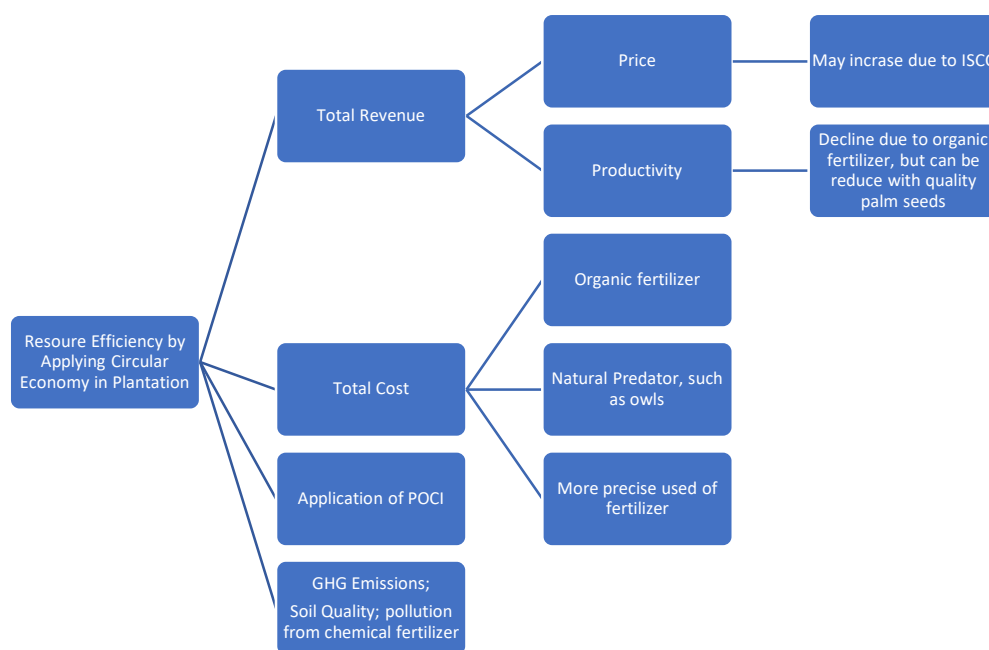 Price
May incrase due to ISCC
Total Revenue
Productivity
Decline due to organic
fertilizer, but can be
reduce with quality
palm seeds
Organic fertilizer
Resoure Efficiency by
Applying Circular
Economy in Plantation
Total Cost
Natural Predator, such
as owls
Application of POCI
More precise used of
fertilizer
GHG Emissions;
Soil Quality; pollution
from chemical fertilizer